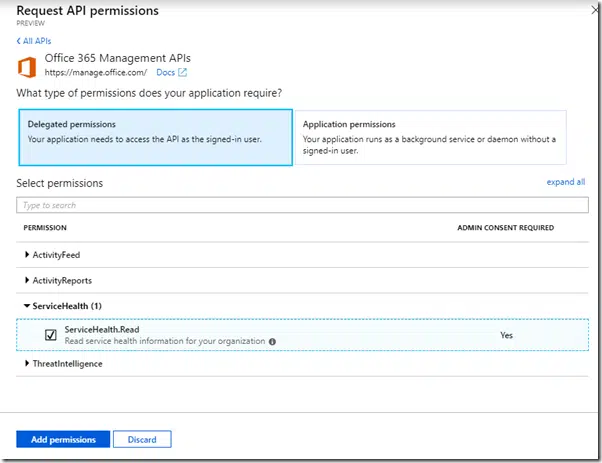 Request API permissions
PREVIEW
All APIs
Office 365 Management APIs
https://manage.office.com/ Docs
What type of permissions does your application require?
Delegated permissions
Your application needs to access the API as the signed-in user.
Application permissions
Your application runs as a background service or daemon without a
signed-in user.
Select permissions
expand all
Type to search
PERMISSION
ADMIN CONSENT REQUIRED
ActivityFeed
ActivityReports
ServiceHealth (1)
ServiceHealth.Read
Read service health information for your organization
Yes
ThreatIntelligence
Add permissions
Discard